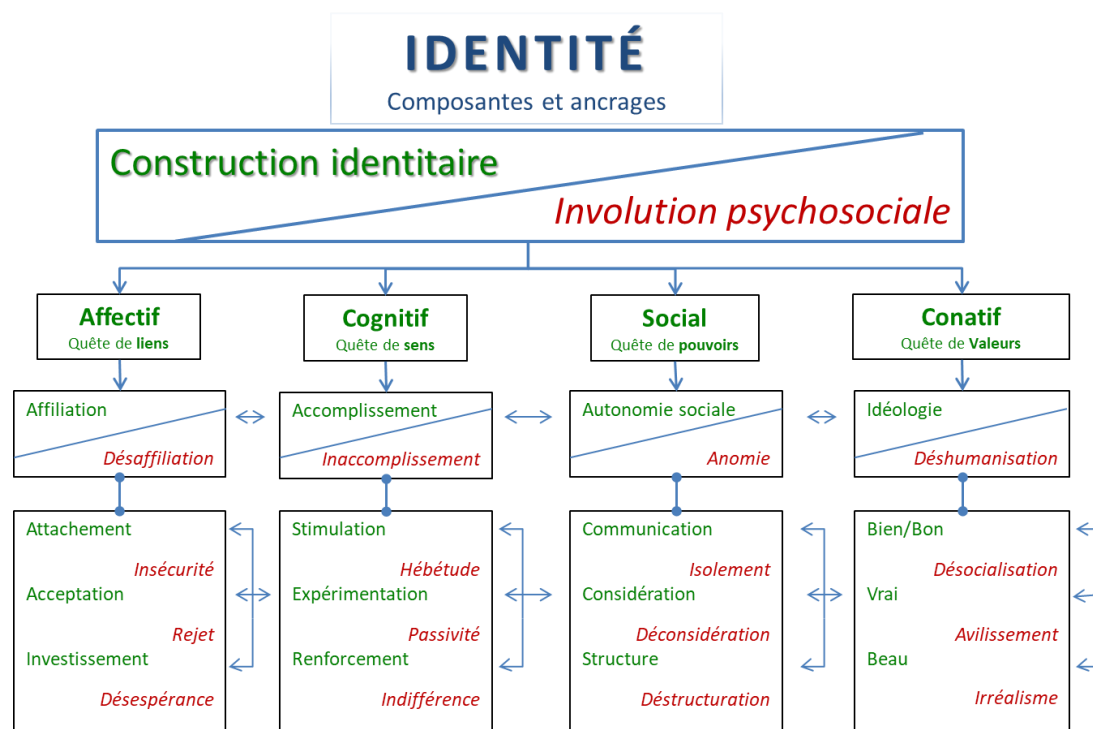 IDENTITÉ
Composantes et ancrages
Construction identitaire
Involution psychosociale
Affectif
Quête de liens
Cognitif
Quête de sens
Social
Quête de pouvoirs
Conatif
Quête de Valeurs
Affiliation
Désaffiliation
Accomplissement
Inaccomplissement
Autonomie sociale
Anomie
Idéologie
Déshumanisation
Attachement
Insécurité
Acceptation
Rejet
Investissement
Désespérance
Stimulation
Hébétude
Expérimentation
Passivité
Renforcement
Indifférence
Communication
Isolement
Considération
Déconsidération
Structure
Déstructuration
Bien/Bon
Désocialisation
Vrai
Avilissement
Beau
Irréalisme